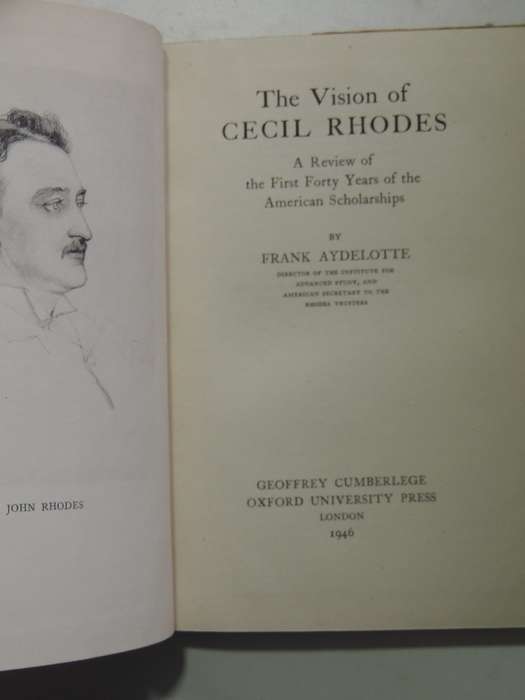 JOHN RHODES
The Vision of
CECIL RHODES
A Review of
the First Forty Years of the
American Scholarships
BY
FRANK AYDELOTTE
DIRECTOR OF THE INSTITUTE FOR
ADVANCED STUDY, AND
AMERICAN SECRETARY TO THE
RHODES TRUSTEES
GEOFFREY CUMBERLEGE
OXFORD UNIVERSITY PRESS
LONDON
1946